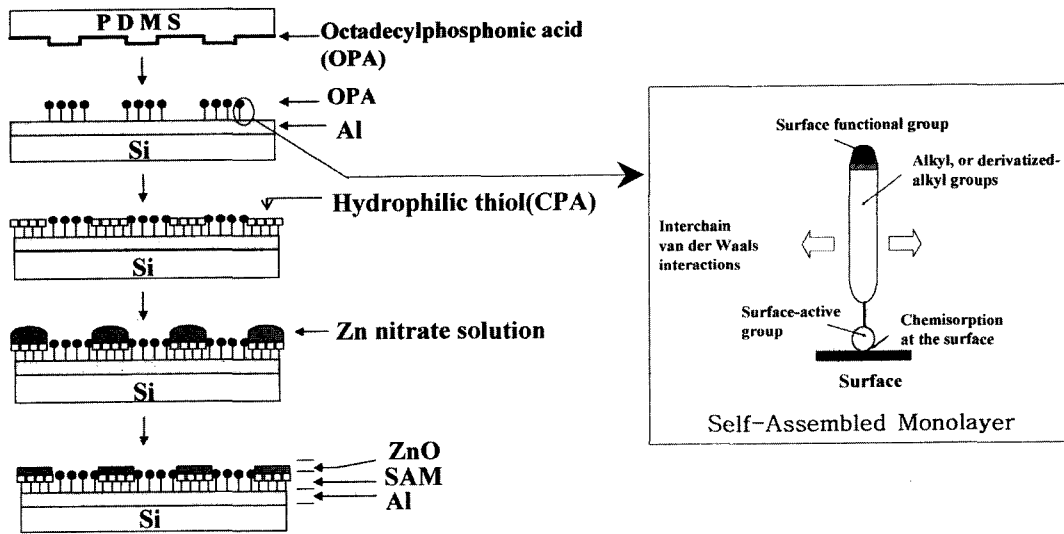 PDMS
Octadecylphosphonic acid
(OPA)
OPA
Al
Si
Hydrophilic thiol(CPA)
Si
Zn nitrate solution
Si
ZnO
SAM
Al
Si
Surface functional group
Alkyl, or derivatized-
alkyl groups
Interchain
van der Waals
interactions
Surface-active
group
Chemisorption
at the surface
Surface
Self-Assembled Monolayer